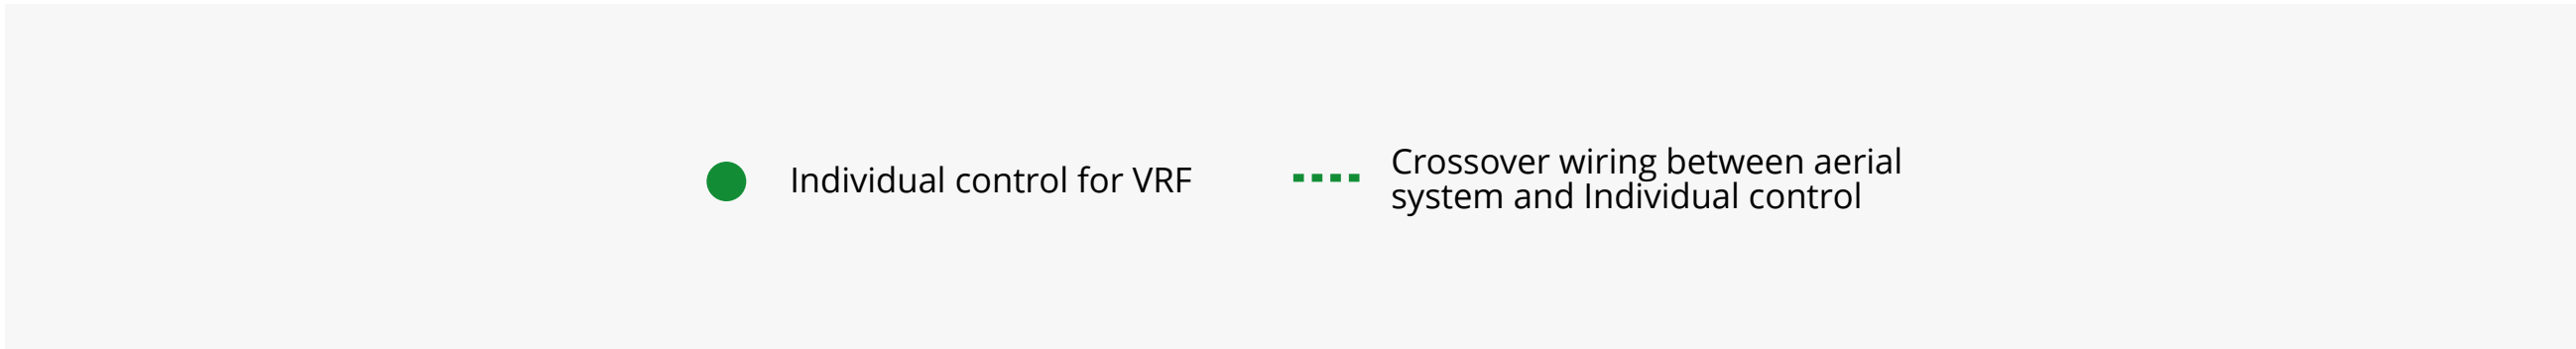 Individual control for VRF
Crossover wiring between aerial
system and Individual control